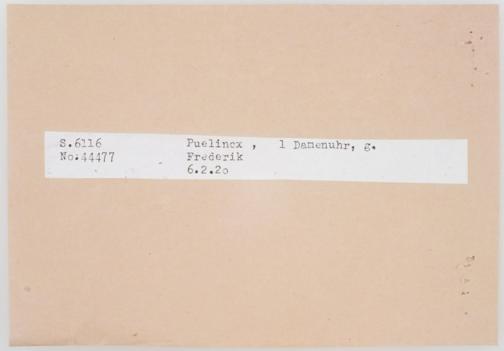 S.6116 Puelincx , 1 Damenuhr, g.
No.44477 Frederik
6.2.20